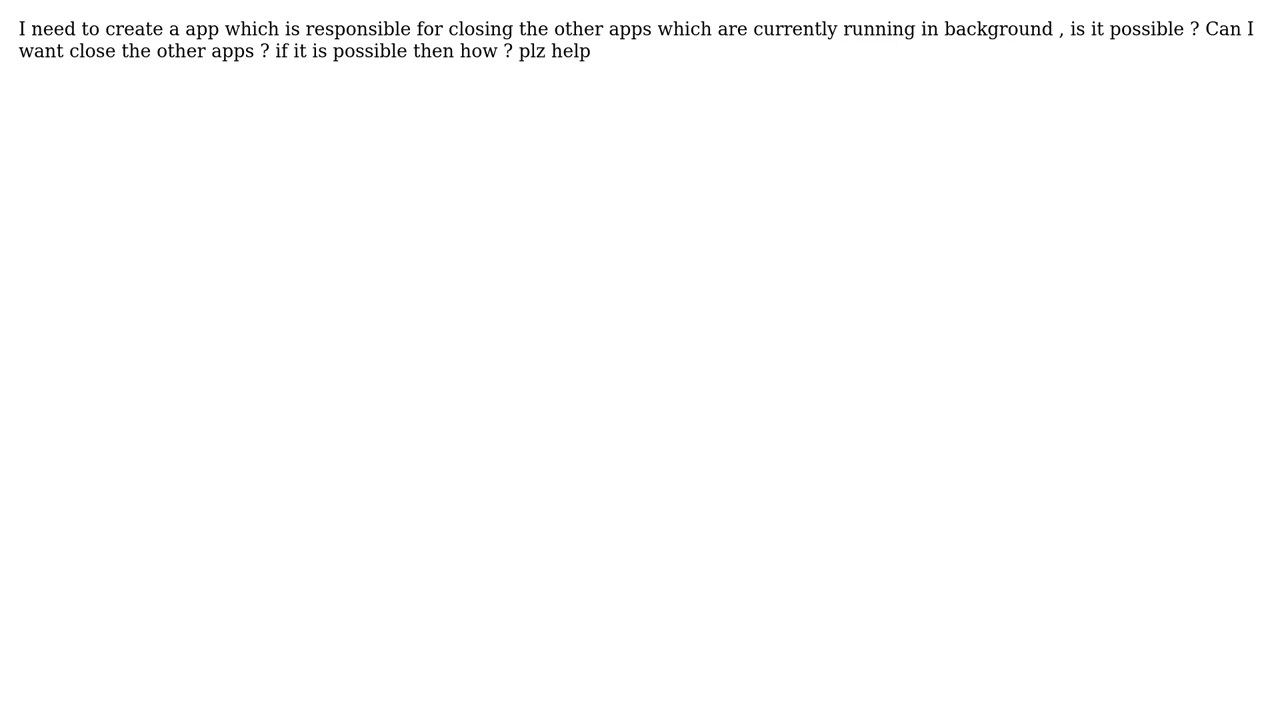 I need to create a app which is responsible for closing the other apps which are currently running in background , is it possible ? Can I
want close the other apps ? if it is possible then how ? plz help